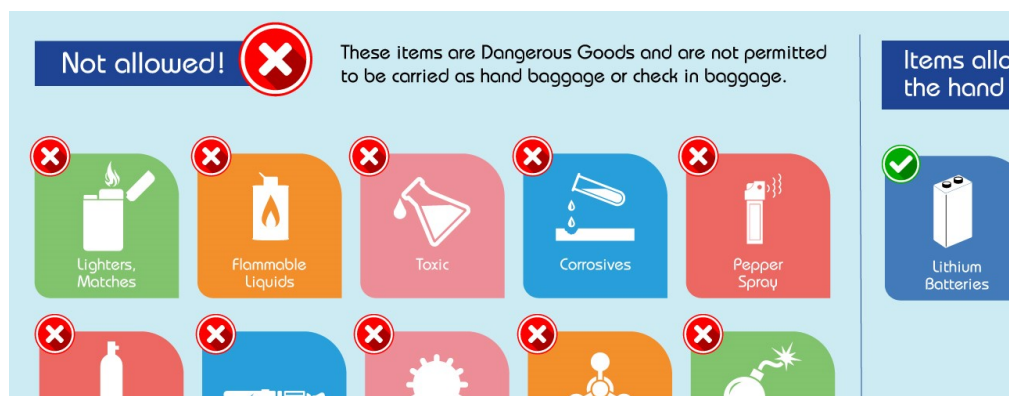 Not allowed!
These items are Dangerous Goods and are not permitted
to be carried as hand baggage or check in baggage.
Items allo
the hand
Lighters,
Matches
Flammable
Liquids
Toxic
Corrosives
Pepper
Spray
Lithium
Batteries